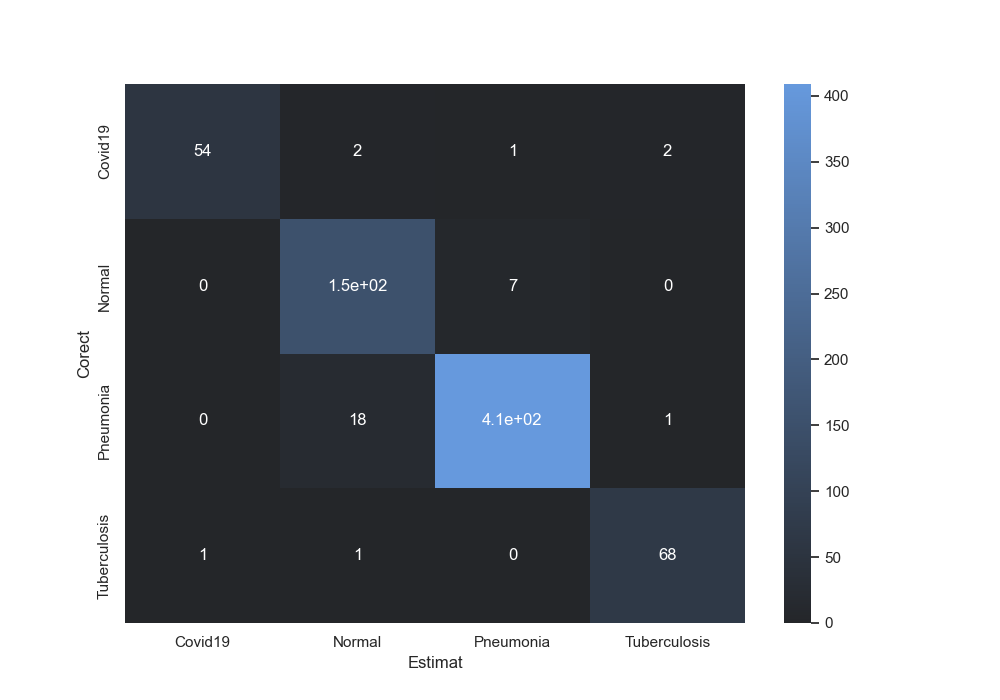 Corect
Covid19
54 2 1 2
Normal
0 1.5e+02 7 0
Pneumonia
0 18 4.1e+02 1
Tuberculosis
1 1 0 68
Covid19 Normal Pneumonia Tuberculosis
Estimat
400
350
300
250
200
150
100
50
0